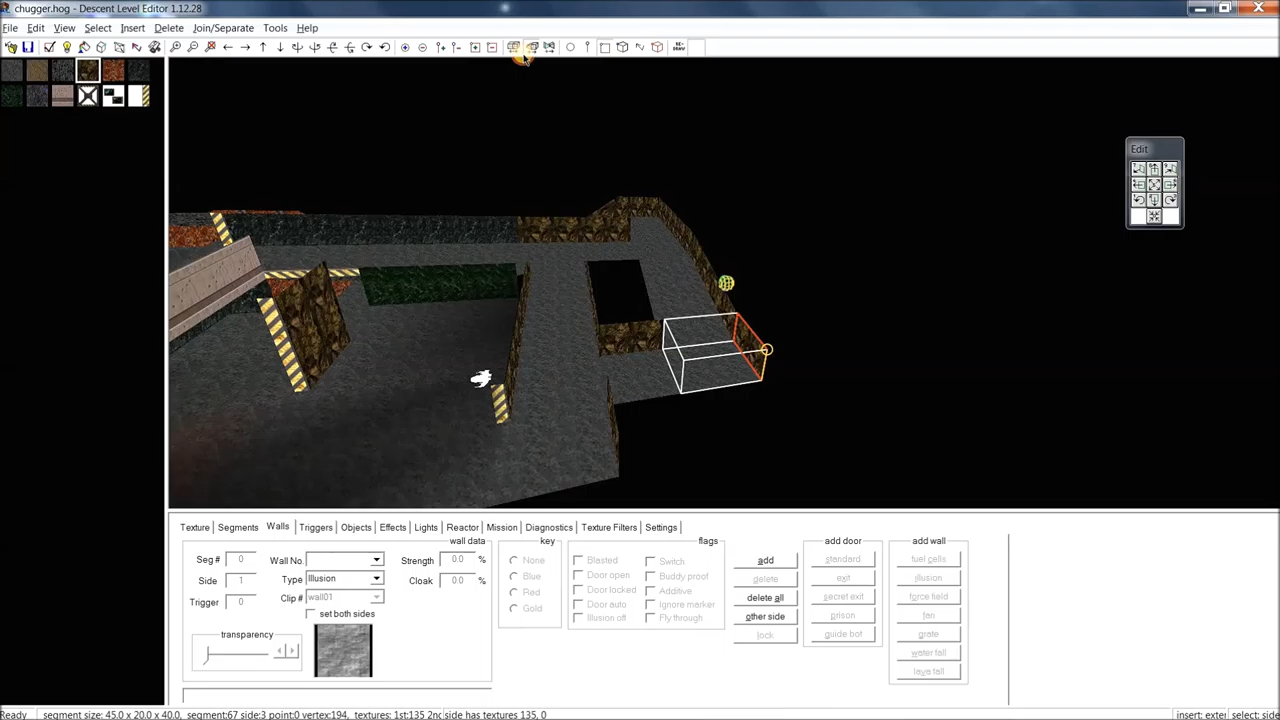 chugger.hog - Descent Level Editor 1.12.28
File Edit View Select Insert Delete Join/Separate Tools Help
RE-
DRAW
Edit
Texture Segments Walls Triggers Objects Effects Lights Reactor Mission Diagnostics Texture Filters Settings
wall data key flags add door add wall
Seg # 0 Wall No. Strength 0.0 % None Blasted Switch add standard fuel cells
Side 1 Type Illusion Cloak 0.0 % Blue Door open Buddy proof delete exit illusion
Trigger 0 Clip # wall01 Red Door locked Additive delete all secret exit force field
set both sides Gold Door auto Ignore marker other side prison fan
transparency Illusion off Fly through lock guide bot grate
water fall
lava fall
Ready segment size: 45.0 x 20.0 x 40.0, segment:67 side:3 point:0 vertex:194, textures: 1st:135 2nd side has textures 135, 0 insert: exter select: side